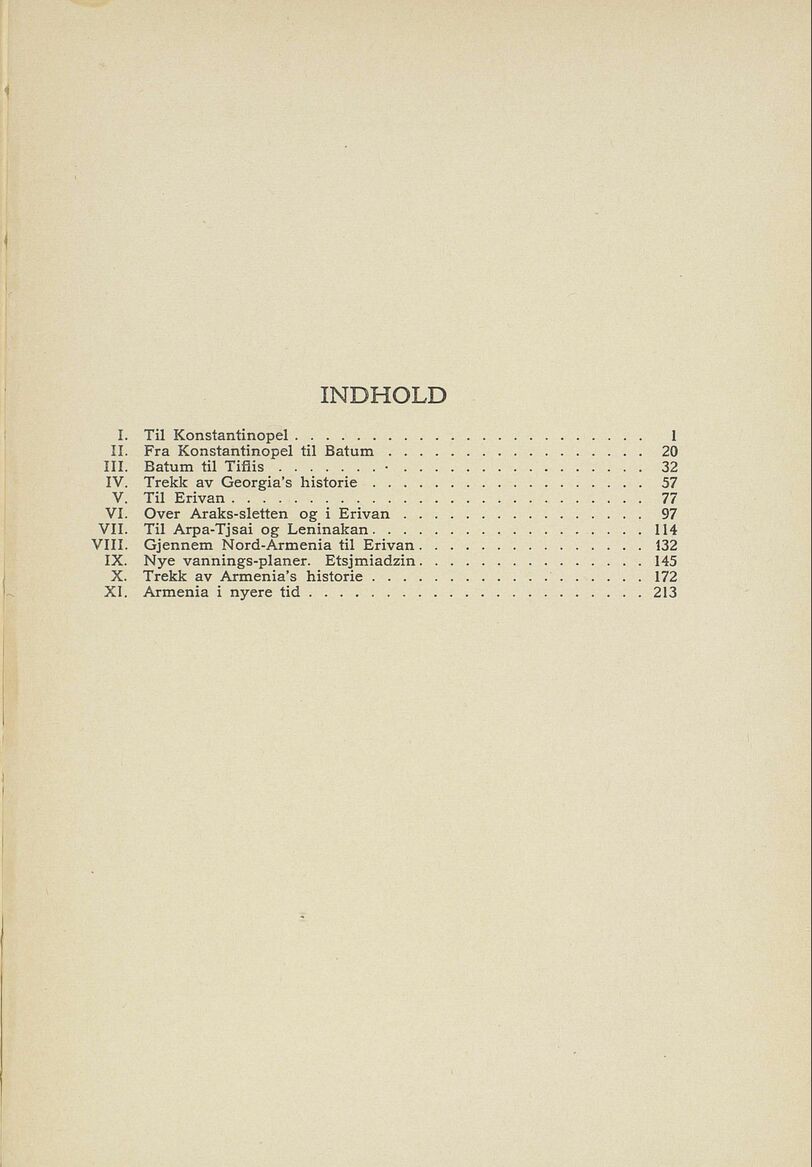 INDHOLD
I. Til Konstantinopel . . . . . . . . . . . . . . . . . . . . . . . 1
II. Fra Konstantinopel til Batum . . . . . . . . . . . . . . . . . 20
III. Batum til Tiflis . . . . . . . . . . . . . . . . . . . . . . . . 32
IV. Trekk av Georgia's historie . . . . . . . . . . . . . . . . . . 57
V. Til Erivan . . . . . . . . . . . . . . . . . . . . . . . . . . . 77
VI. Over Araks-sletten og i Erivan . . . . . . . . . . . . . . . . 97
VII. Til Arpa-Tjsai og Leninakan . . . . . . . . . . . . . . . . . . 114
VIII. Gjennem Nord-Armenia til Erivan . . . . . . . . . . . . . . . 132
IX. Nye vannings-planer. Etsjmiadzin . . . . . . . . . . . . . . . 145
X. Trekk av Armenia's historie . . . . . . . . . . . . . . . . . . 172
XI. Armenia i nyere tid . . . . . . . . . . . . . . . . . . . . . . 213